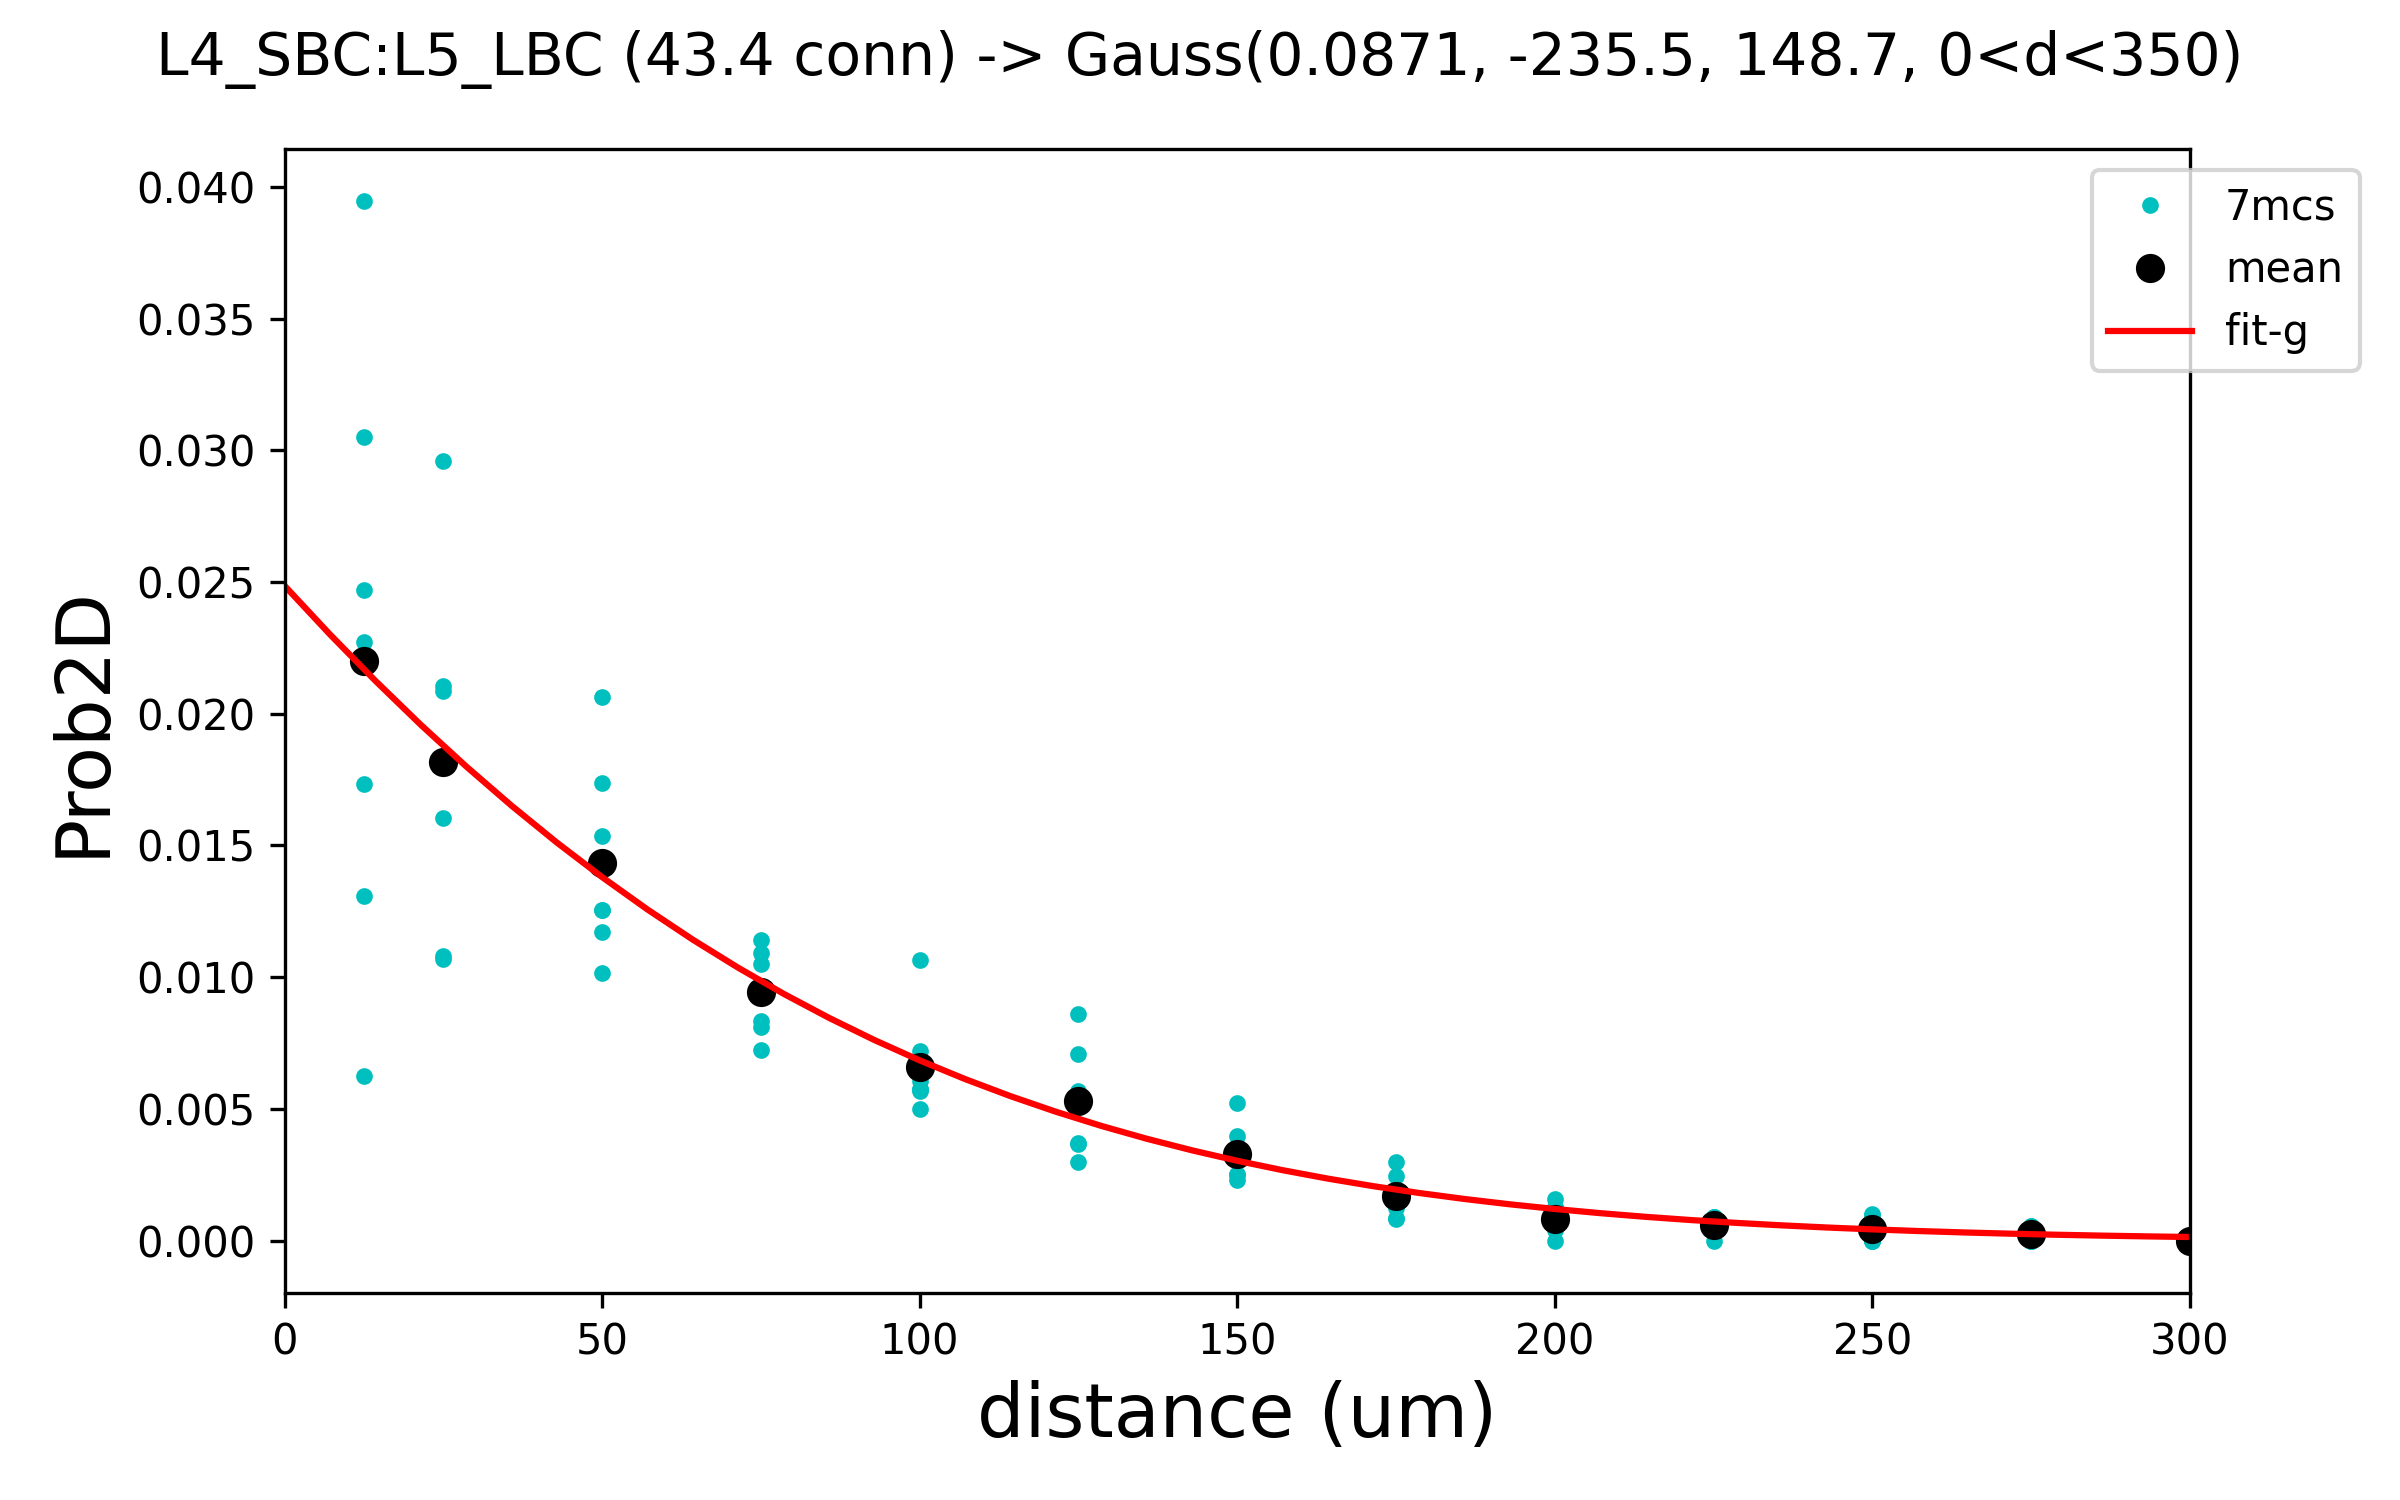 L4_SBC:L5_LBC (43.4 conn) -> Gauss(0.0871, -235.5, 148.7, 0<d<350)
0.040
0.035
0.030
0.025
0.020
0.015
0.010
0.005
0.000
Prob2D
7mcs
mean
fit-g
0 50 100 150 200 250 300
distance (um)